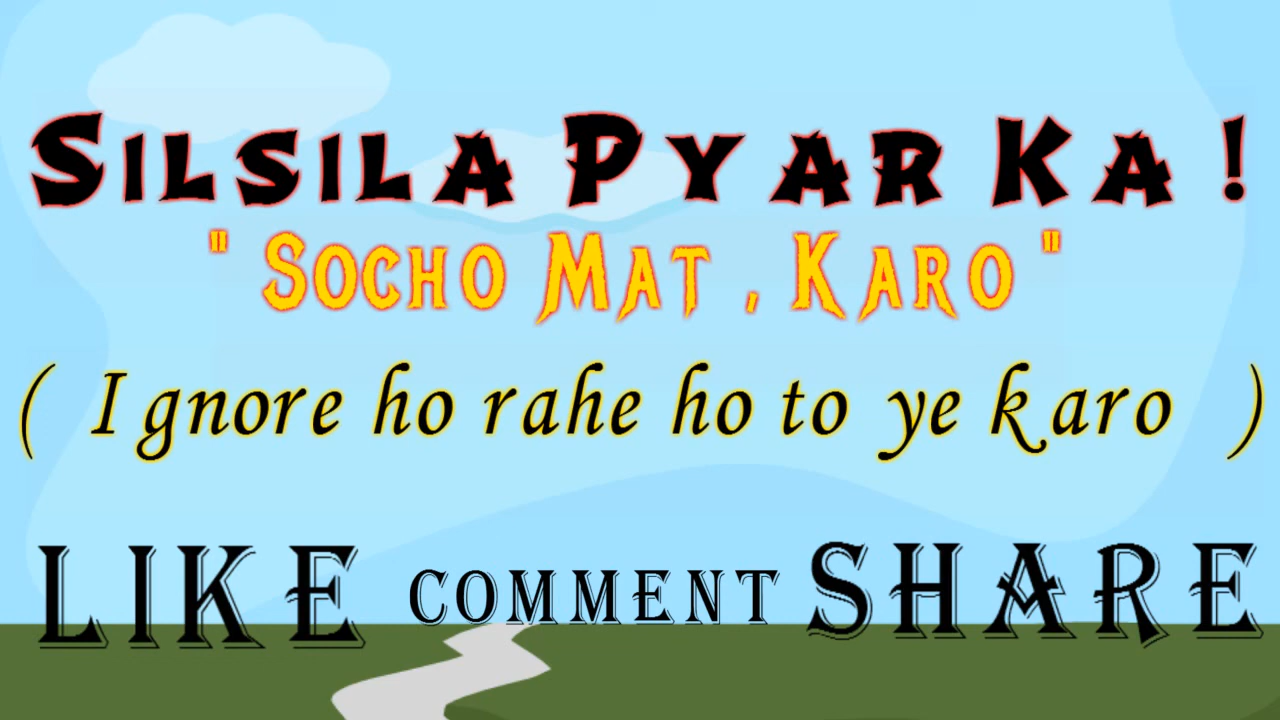 Silsila Pyar Ka !
" Socho Mat , Karo "
( Ignore ho rahe ho to ye karo )
LIKE COMMENT SHARE